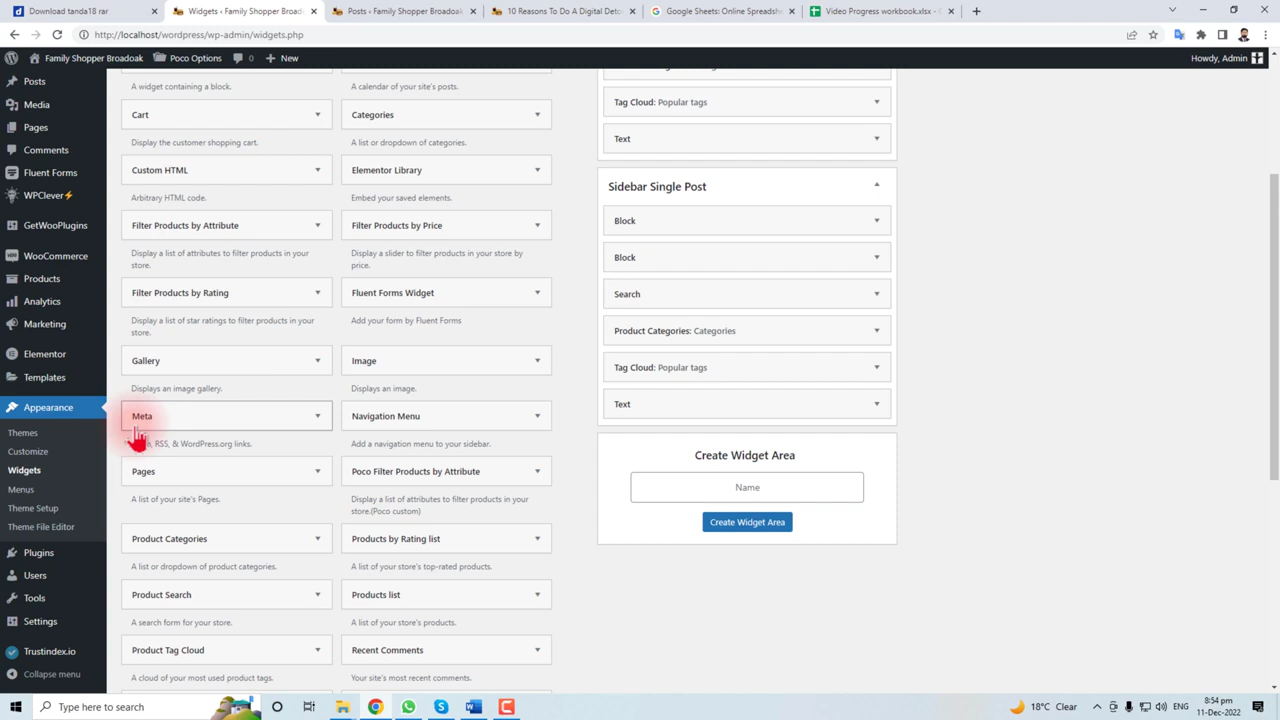 Download tanda18 rar
Widgets ‹ Family Shopper Broado
Posts ‹ Family Shopper Broadoak
10 Reasons To Do A Digital Detox
Google Sheets: Online Spreadshe
Video Progress workbook.xlsx - G
localhost/wordpress/wp-admin/widgets.php
Family Shopper Broadoak
Poco Options
0
New
Howdy, Admin
Posts
Media
Pages
Comments
Fluent Forms
WPClever⚡
GetWooPlugins
WooCommerce
Products
Analytics
Marketing
Elementor
Templates
Appearance
Themes
Customize
Widgets
Menus
Theme Setup
Theme File Editor
Plugins
Users
Tools
Settings
Trustindex.io
Collapse menu
A widget containing a block.
A calendar of your site's posts.
Cart
Categories
Display the customer shopping cart.
A list or dropdown of categories.
Custom HTML
Elementor Library
Arbitrary HTML code.
Embed your saved elements.
Filter Products by Attribute
Filter Products by Price
Display a list of attributes to filter products in your
store.
Display a slider to filter products in your store by
price.
Filter Products by Rating
Fluent Forms Widget
Display a list of star ratings to filter products in your
store.
Add your form by Fluent Forms
Gallery
Image
Displays an image gallery.
Displays an image.
Meta
Navigation Menu
RSS, & WordPress.org links.
Add a navigation menu to your sidebar.
Pages
Poco Filter Products by Attribute
A list of your site's Pages.
Display a list of attributes to filter products in your
store.(Poco custom)
Product Categories
Products by Rating list
A list or dropdown of product categories.
A list of your store's top-rated products.
Product Search
Products list
A search form for your store.
A list of your store's products.
Product Tag Cloud
Recent Comments
A cloud of your most used product tags.
Your site's most recent comments.
Tag Cloud: Popular tags
Text
Sidebar Single Post
Block
Block
Search
Product Categories: Categories
Tag Cloud: Popular tags
Text
Create Widget Area
Name
Create Widget Area
Type here to search
18°C Clear
ENG
8:54 PM
11-Dec-2022